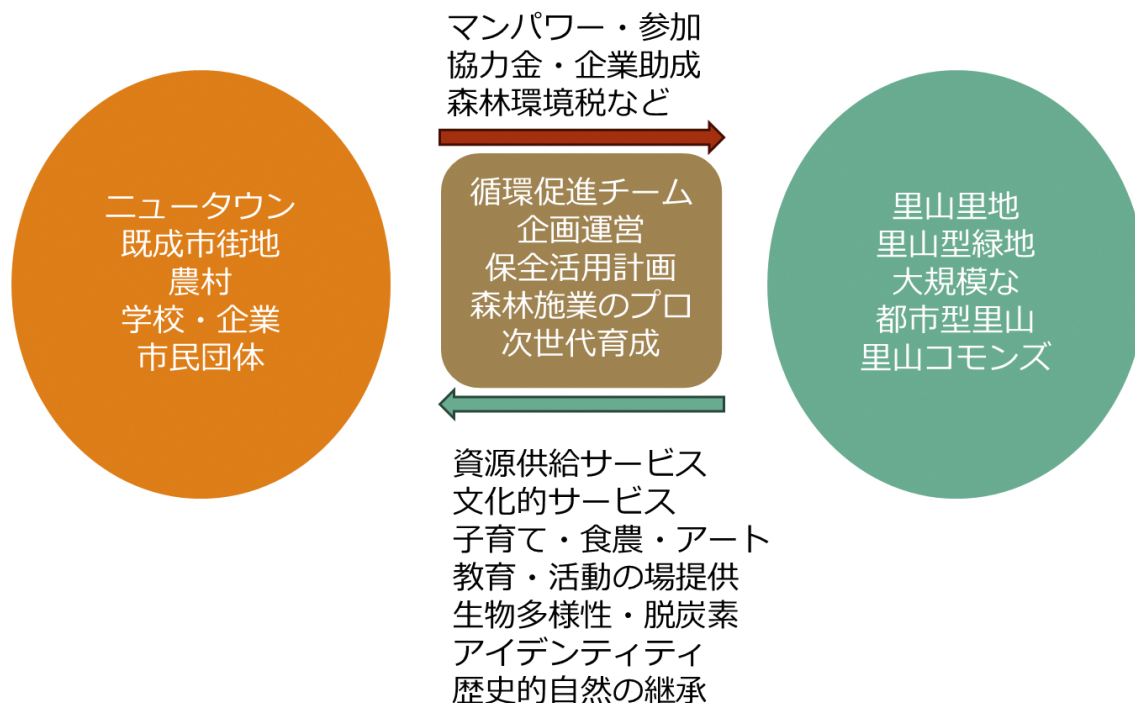 マンパワー・参加
協力金・企業助成
森林環境税など
ニュータウン
既成市街地
農村
学校・企業
市民団体
循環促進チーム
企画運営
保全活用計画
森林施業のプロ
次世代育成
里山里地
里山型緑地
大規模な
都市型里山
里山コモンズ
資源供給サービス
文化的サービス
子育て・食農・アート
教育・活動の場提供
生物多様性・脱炭素
アイデンティティ
歴史的自然の継承